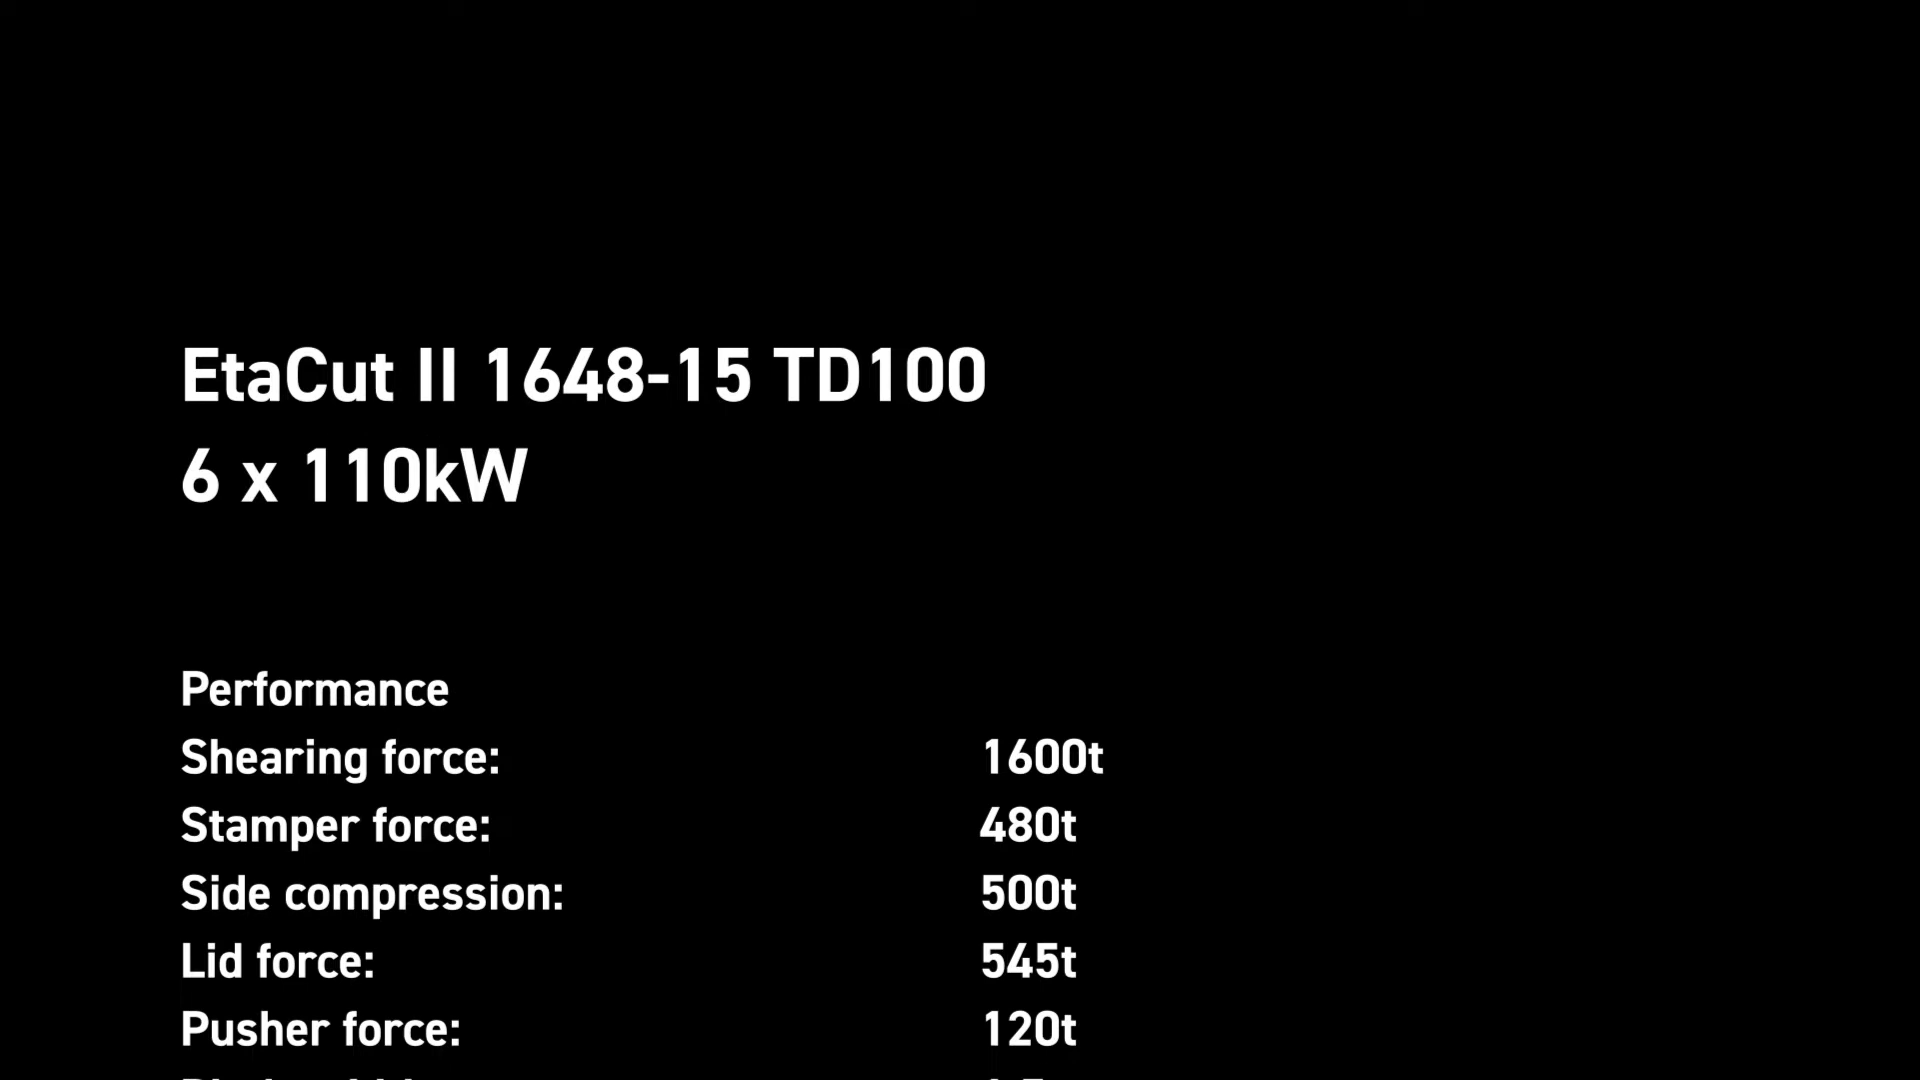 EtaCut II 1648-15 TD100
6 x 110kW
Performance
Shearing force: 1600t
Stamper force: 480t
Side compression: 500t
Lid force: 545t
Pusher force: 120t